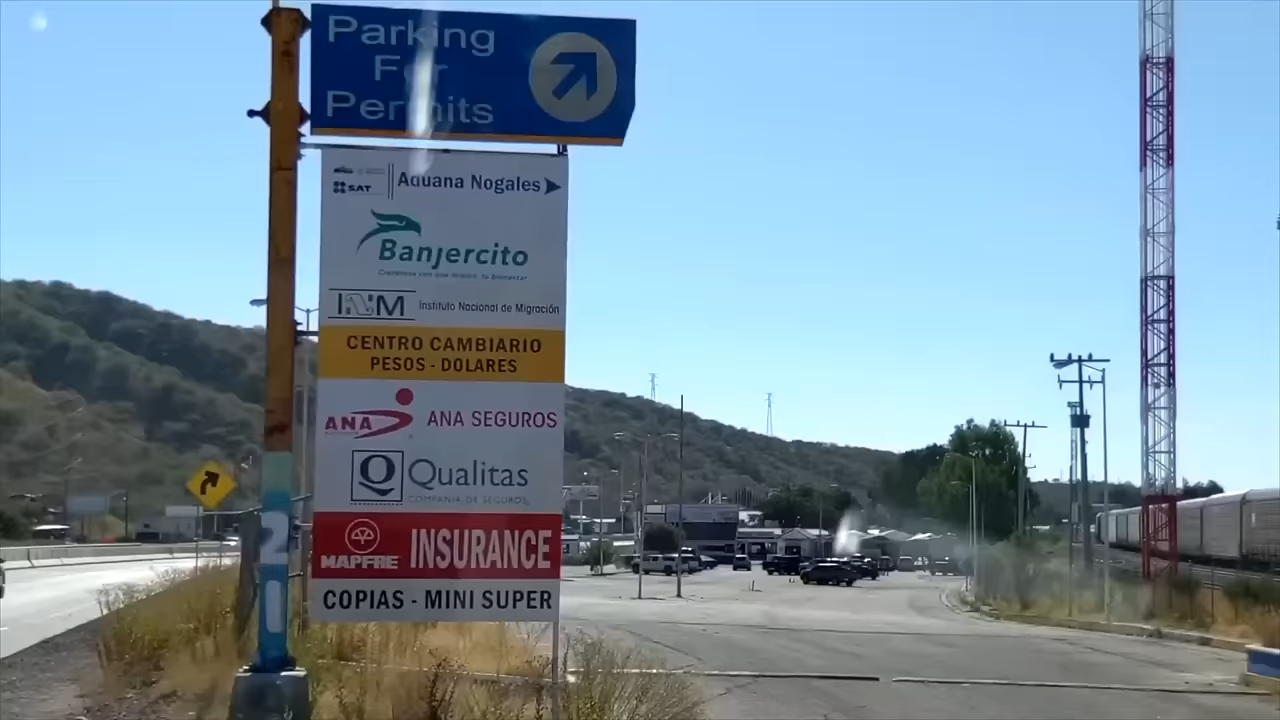 Parking
For
Permits
SAT
Aduana Nogales
Banjercito
INM Instituto Nacional de Migración
CENTRO CAMBIARIO
PESOS - DOLARES
ANA ANA SEGUROS
Q Qualitas
COMPAÑIA DE SEGUROS
MAPFRE INSURANCE
COPIAS - MINI SUPER
2